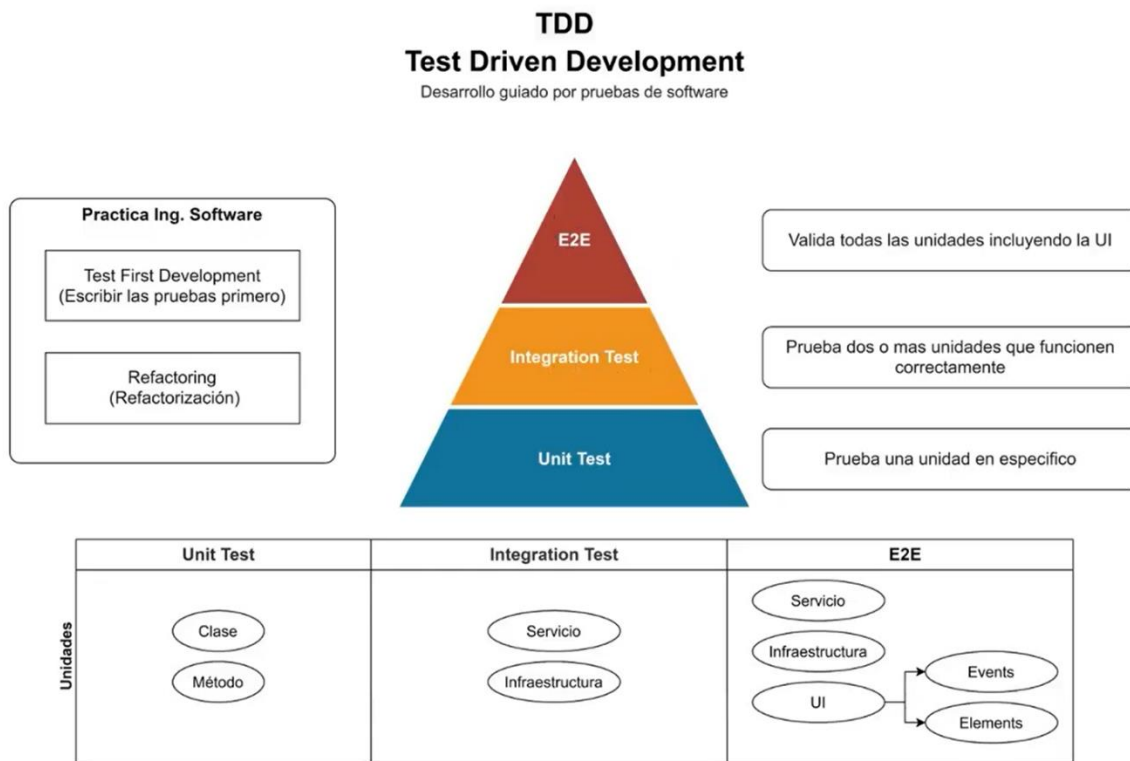 TDD
Test Driven Development
Desarrollo guiado por pruebas de software
Practica Ing. Software
Test First Development
(Escribir las pruebas primero)
Refactoring
(Refactorización)
E2E
Integration Test
Unit Test
Valida todas las unidades incluyendo la UI
Prueba dos o mas unidades que funcionen
correctamente
Prueba una unidad en especifico
Unit Test
Integration Test
E2E
Unidades
Clase
Método
Servicio
Infraestructura
Servicio
Infraestructura
UI
Events
Elements